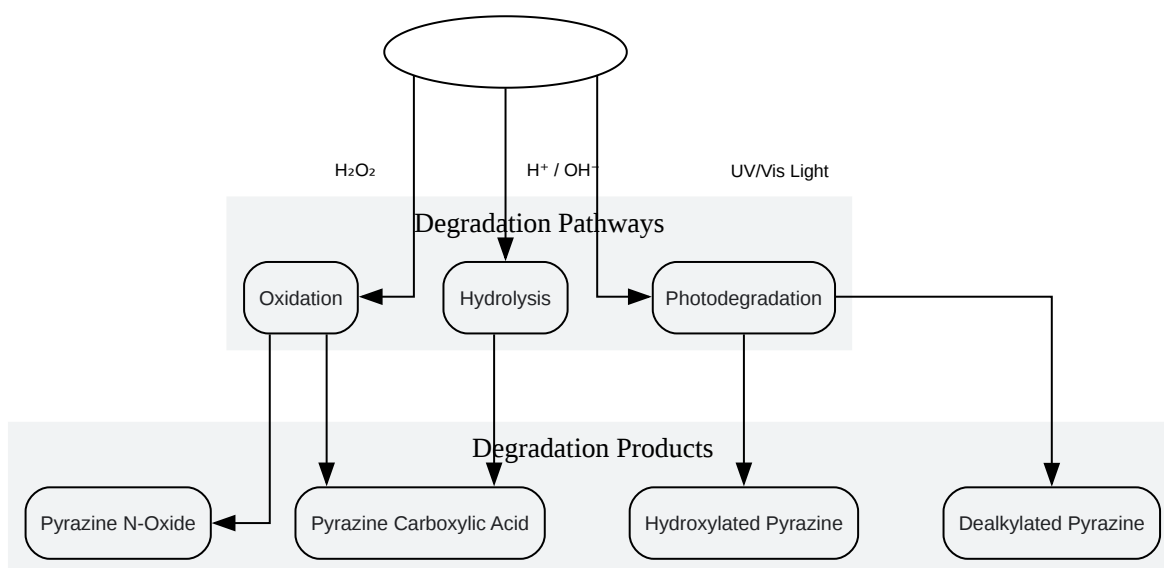 H₂O₂
H⁺ / OH⁻
UV/Vis Light
Degradation Pathways
Oxidation
Hydrolysis
Photodegradation
Degradation Products
Pyrazine N-Oxide
Pyrazine Carboxylic Acid
Hydroxylated Pyrazine
Dealkylated Pyrazine